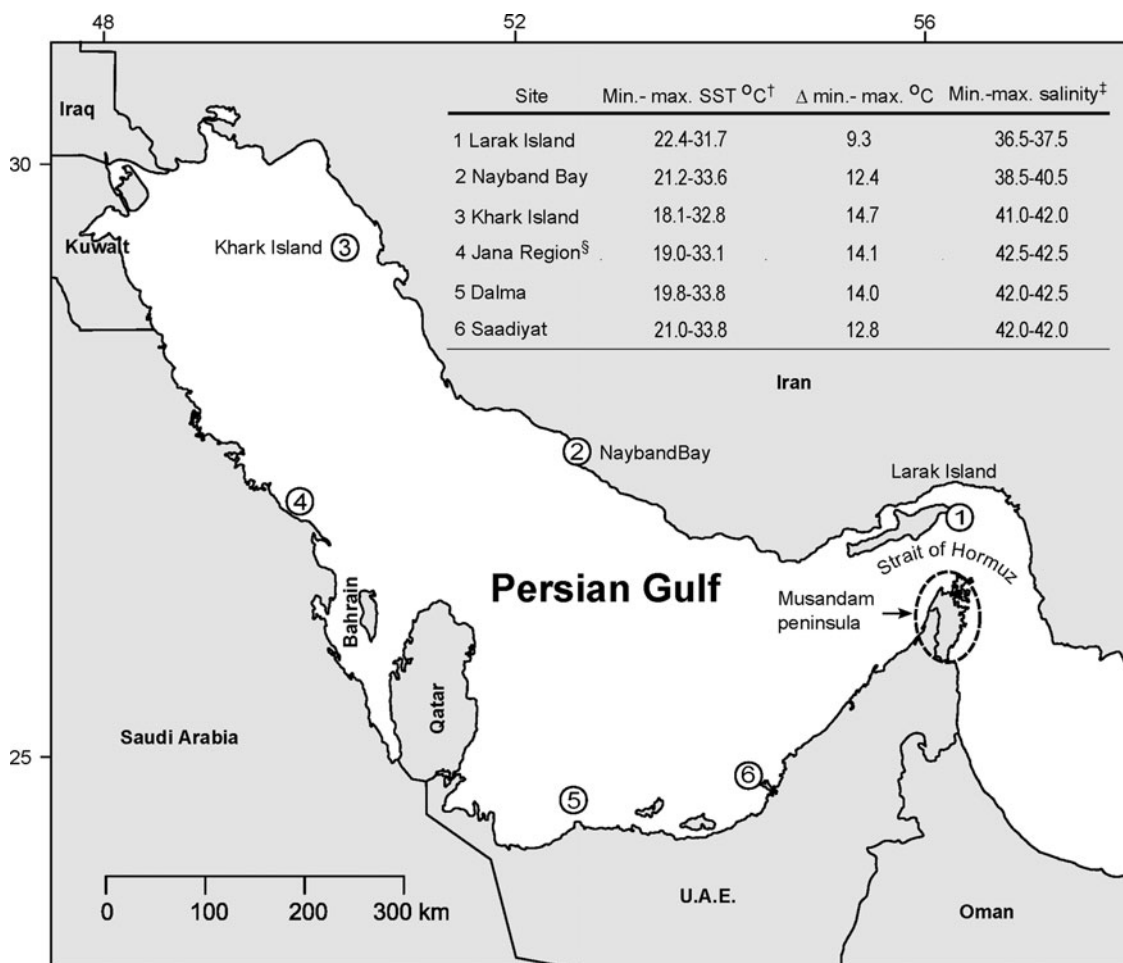 48 52 56
Site Min.- max. SST °C† Δ min.- max. °C Min.-max. salinity‡
1 Larak Island 22.4-31.7 9.3 36.5-37.5
2 Nayband Bay 21.2-33.6 12.4 38.5-40.5
3 Khark Island 18.1-32.8 14.7 41.0-42.0
4 Jana Region§ 19.0-33.1 14.1 42.5-42.5
5 Dalma 19.8-33.8 14.0 42.0-42.5
6 Saadiyat 21.0-33.8 12.8 42.0-42.0
Iraq
30
Kuwait
Khark Island 3
Iran
2 NaybandBay
Larak Island
4
1
Strait of Hormuz
Persian Gulf
Musandam
peninsula
Bahrain
Qatar
Saudi Arabia
25
6
5
0 100 200 300 km
U.A.E.
Oman